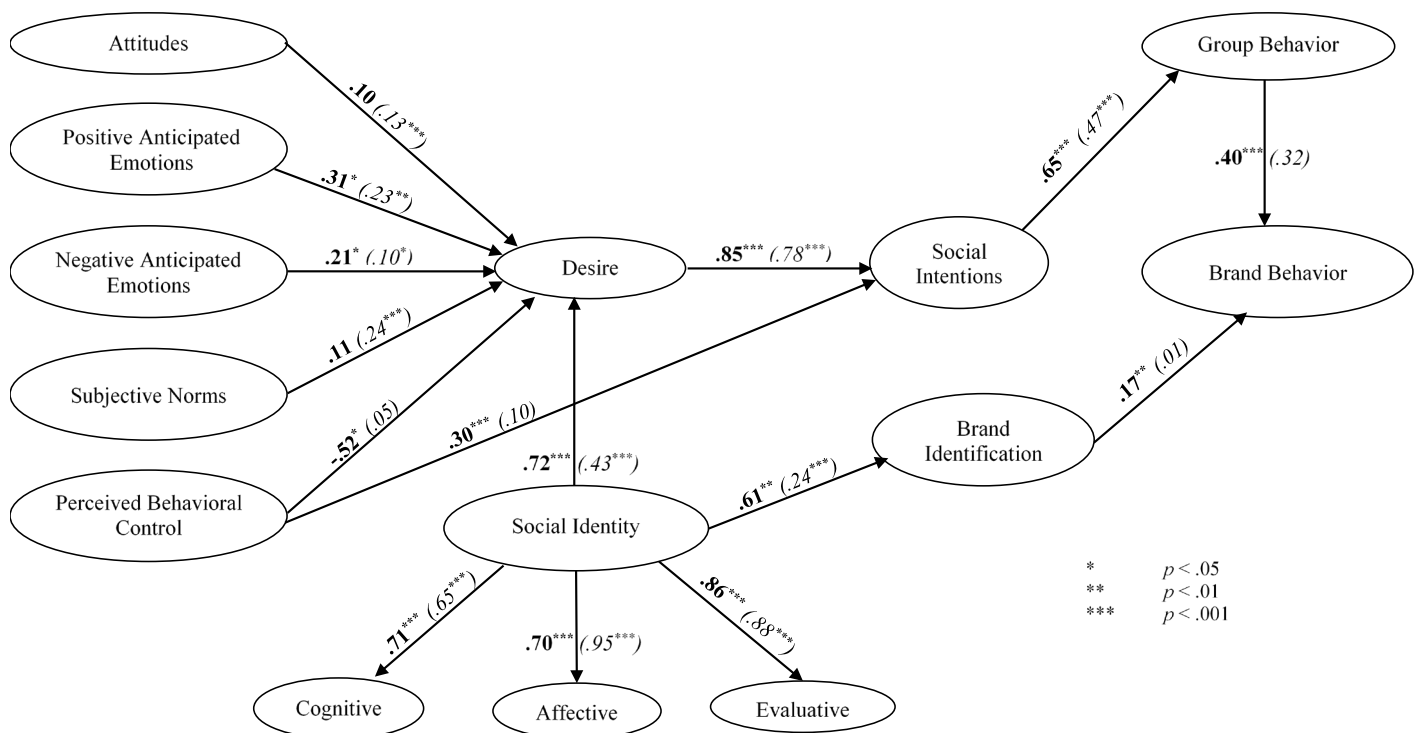 Attitudes
Group Behavior
.10 (.13***)
.65*** (.47***)
Positive Anticipated
Emotions
.31* (.23**)
.40*** (.32)
Negative Anticipated
Emotions
.21* (.10*)
Desire
.85*** (.78***)
Social
Intentions
Brand Behavior
.11 (.24***)
Subjective Norms
-.52* (.05)
.30*** (.10)
.17** (.01)
Brand
Identification
.72*** (.43***)
.61** (.24***)
Perceived Behavioral
Control
Social Identity
* p < .05
** p < .01
*** p < .001
.71*** (.65***)
.70*** (.95***)
.86*** (.88***)
Cognitive
Affective
Evaluative